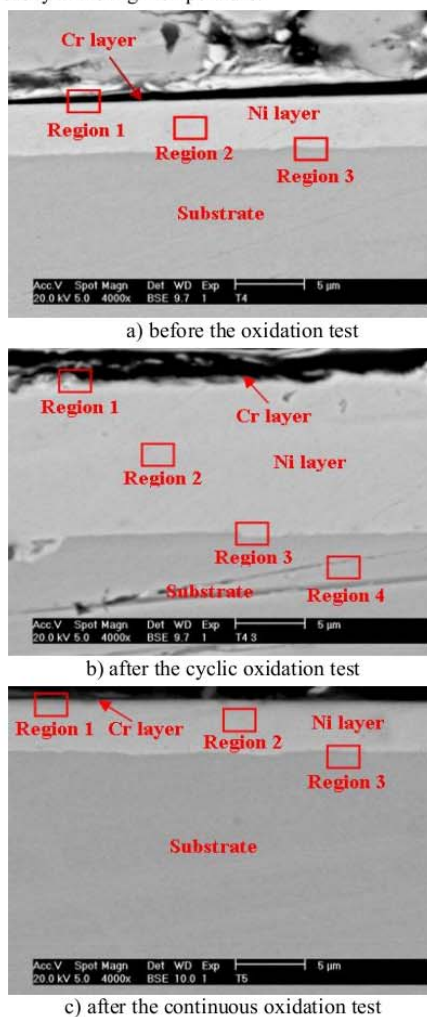 Cr layer
Region 1
Ni layer
Region 2
Region 3
Substrate
Acc.V Spot Magn Det WD Exp 5 µm
20.0 kV 5.0 4000x BSE 9.7 1 T4
a) before the oxidation test
Region 1
Cr layer
Region 2
Ni layer
Region 3
Substrate
Region 4
Acc.V Spot Magn Det WD Exp 5 µm
20.0 kV 5.0 4000x BSE 9.7 1 T4 3
b) after the cyclic oxidation test
Region 1
Cr layer
Region 2
Ni layer
Region 3
Substrate
Acc.V Spot Magn Det WD Exp 5 µm
20.0 kV 5.0 4000x BSE 10.0 1 T5
c) after the continuous oxidation test